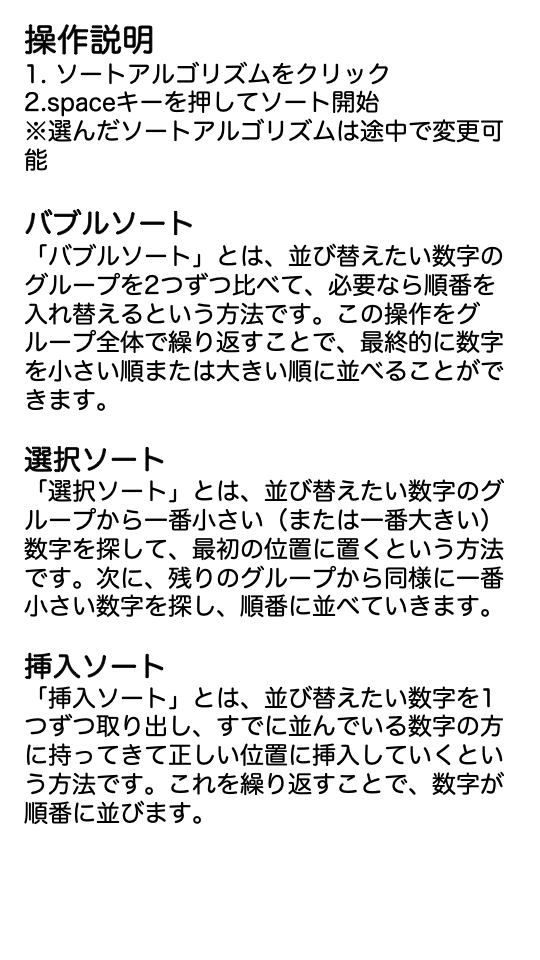 操作説明
1. ソートアルゴリズムをクリック
2.spaceキーを押してソート開始
※選んだソートアルゴリズムは途中で変更可
能
バブルソート
「バブルソート」とは、並び替えたい数字の
グループを2つずつ比べて、必要なら順番を
入れ替えるという方法です。この操作をグ
ループ全体で繰り返すことで、最終的に数字
を小さい順または大きい順に並べることがで
きます。
選択ソート
「選択ソート」とは、並び替えたい数字のグ
ループから一番小さい（または一番大きい）
数字を探して、最初の位置に置くという方法
です。次に、残りのグループから同様に一番
小さい数字を探し、順番に並べていきます。
挿入ソート
「挿入ソート」とは、並び替えたい数字を1
つずつ取り出し、すでに並んでいる数字の方
に持ってきて正しい位置に挿入していくとい
う方法です。これを繰り返すことで、数字が
順番に並びます。